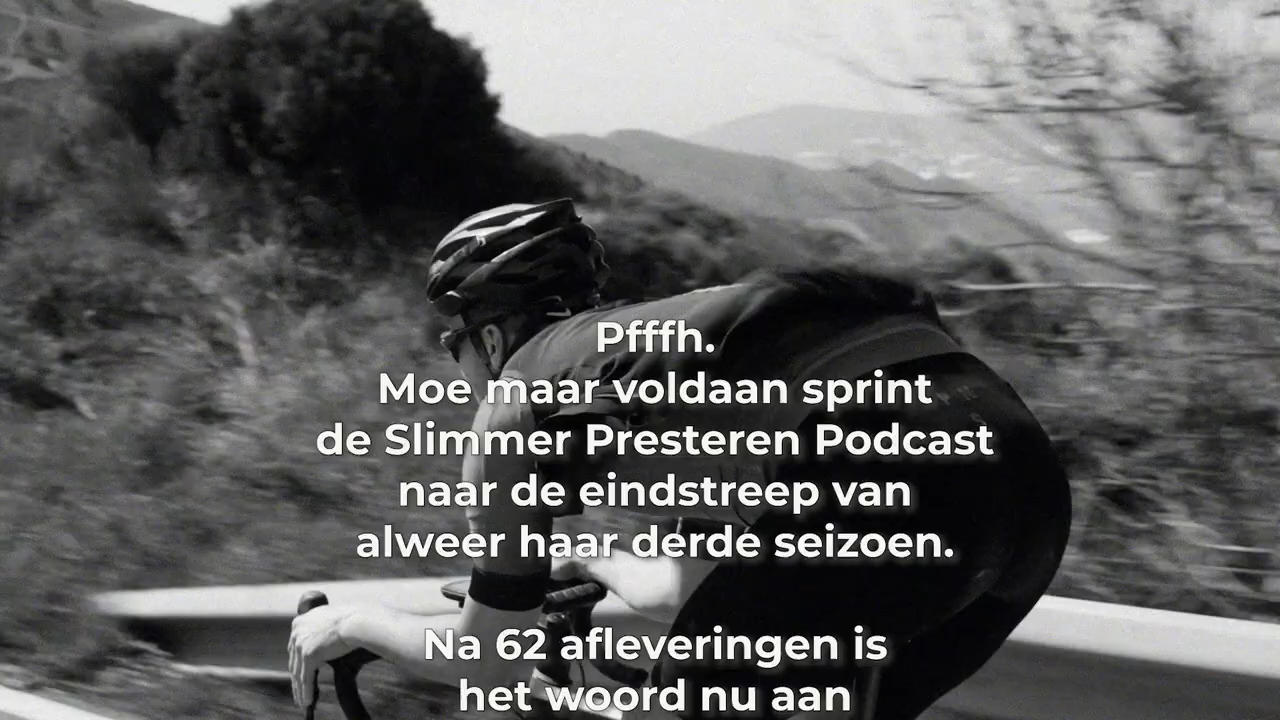 Pfffh.
Moe maar voldaan sprint
de Slimmer Presteren Podcast
naar de eindstreep van
alweer haar derde seizoen.
Na 62 afleveringen is
het woord nu aan